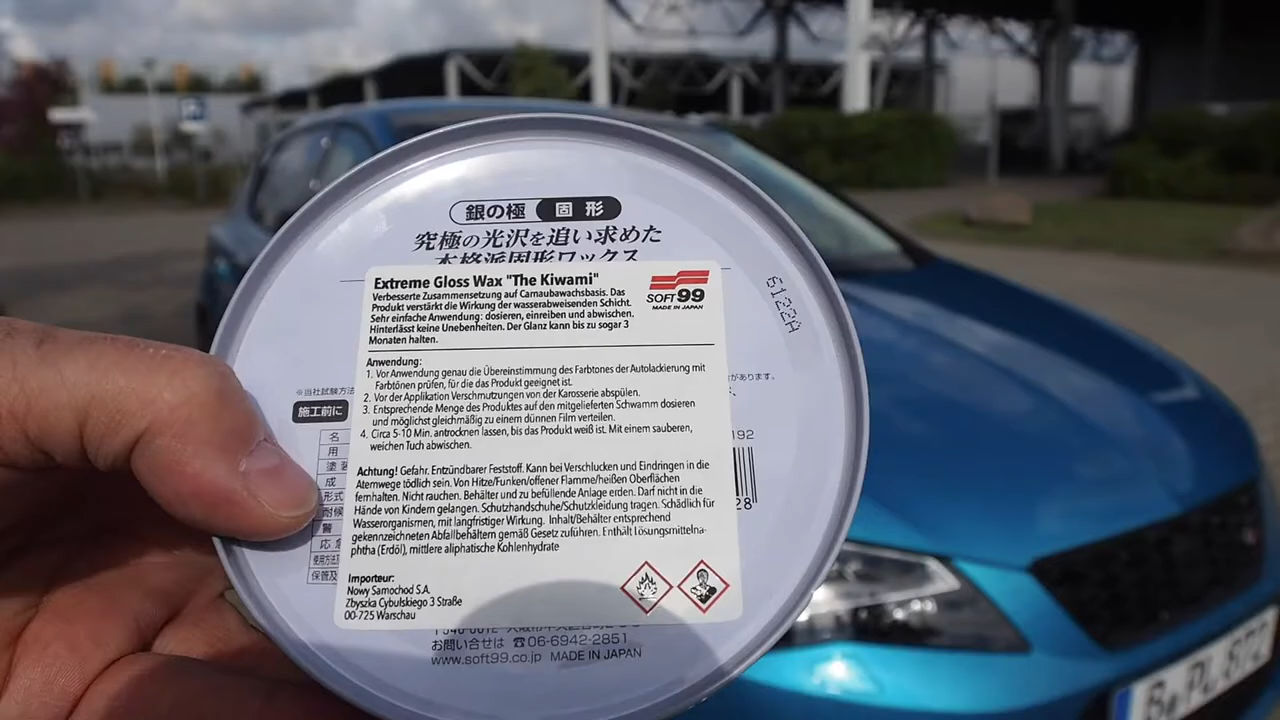 銀の極 固形
究極の光沢を追い求めた
本格派固形ワックス
Extreme Gloss Wax "The Kiwami"
Verbesserte Zusammensetzung auf Carnaubawachsbasis. Das
Produkt verstärkt die Wirkung der wasserabweisenden Schicht.
Sehr einfache Anwendung: dosieren, einreiben und abwischen.
Hinterlässt keine Unebenheiten. Der Glanz kann bis zu sogar 3
Monaten halten.
SOFT99
MADE IN JAPAN
6122A
Anwendung:
1. Vor Anwendung genau die Übereinstimmung des Farbtones der Autolackierung mit
Farbtönen prüfen, für die das Produkt geeignet ist.
2. Vor der Applikation Verschmutzungen von der Karosserie abspülen.
3. Entsprechende Menge des Produktes auf den mitgelieferten Schwamm dosieren
und möglichst gleichmäßig zu einem dünnen Film verteilen.
4. Circa 5-10 Min. antrocknen lassen, bis das Produkt weiß ist. Mit einem sauberen,
weichen Tuch abwischen.
Achtung! Gefahr. Entzündbarer Feststoff. Kann bei Verschlucken und Eindringen in die
Atemwege tödlich sein. Von Hitze/Funken/offener Flamme/heißen Oberflächen
fernhalten. Nicht rauchen. Behälter und zu befüllende Anlage erden. Darf nicht in die
Hände von Kindern gelangen. Schutzhandschuhe/Schutzkleidung tragen. Schädlich für
Wasserorganismen, mit langfristiger Wirkung. Inhalt/Behälter entsprechend
gekennzeichneten Abfallbehältern gemäß Gesetz zuführen. Enthält Lösungsmittelna-
phtha (Erdöl), mittlere aliphatische Kohlenhydrate
Importeur:
Nowy Samochod S.A.
Zbyszka Cybulskiego 3 Straße
00-725 Warschau
※当社試験方法
があります。
施工前に
名
用
塗装
成
形式
耐候
警
応急
使用方法
保管及
192
28
お問い合せは ☎06-6942-2851
www.soft99.co.jp MADE IN JAPAN
B PL 872